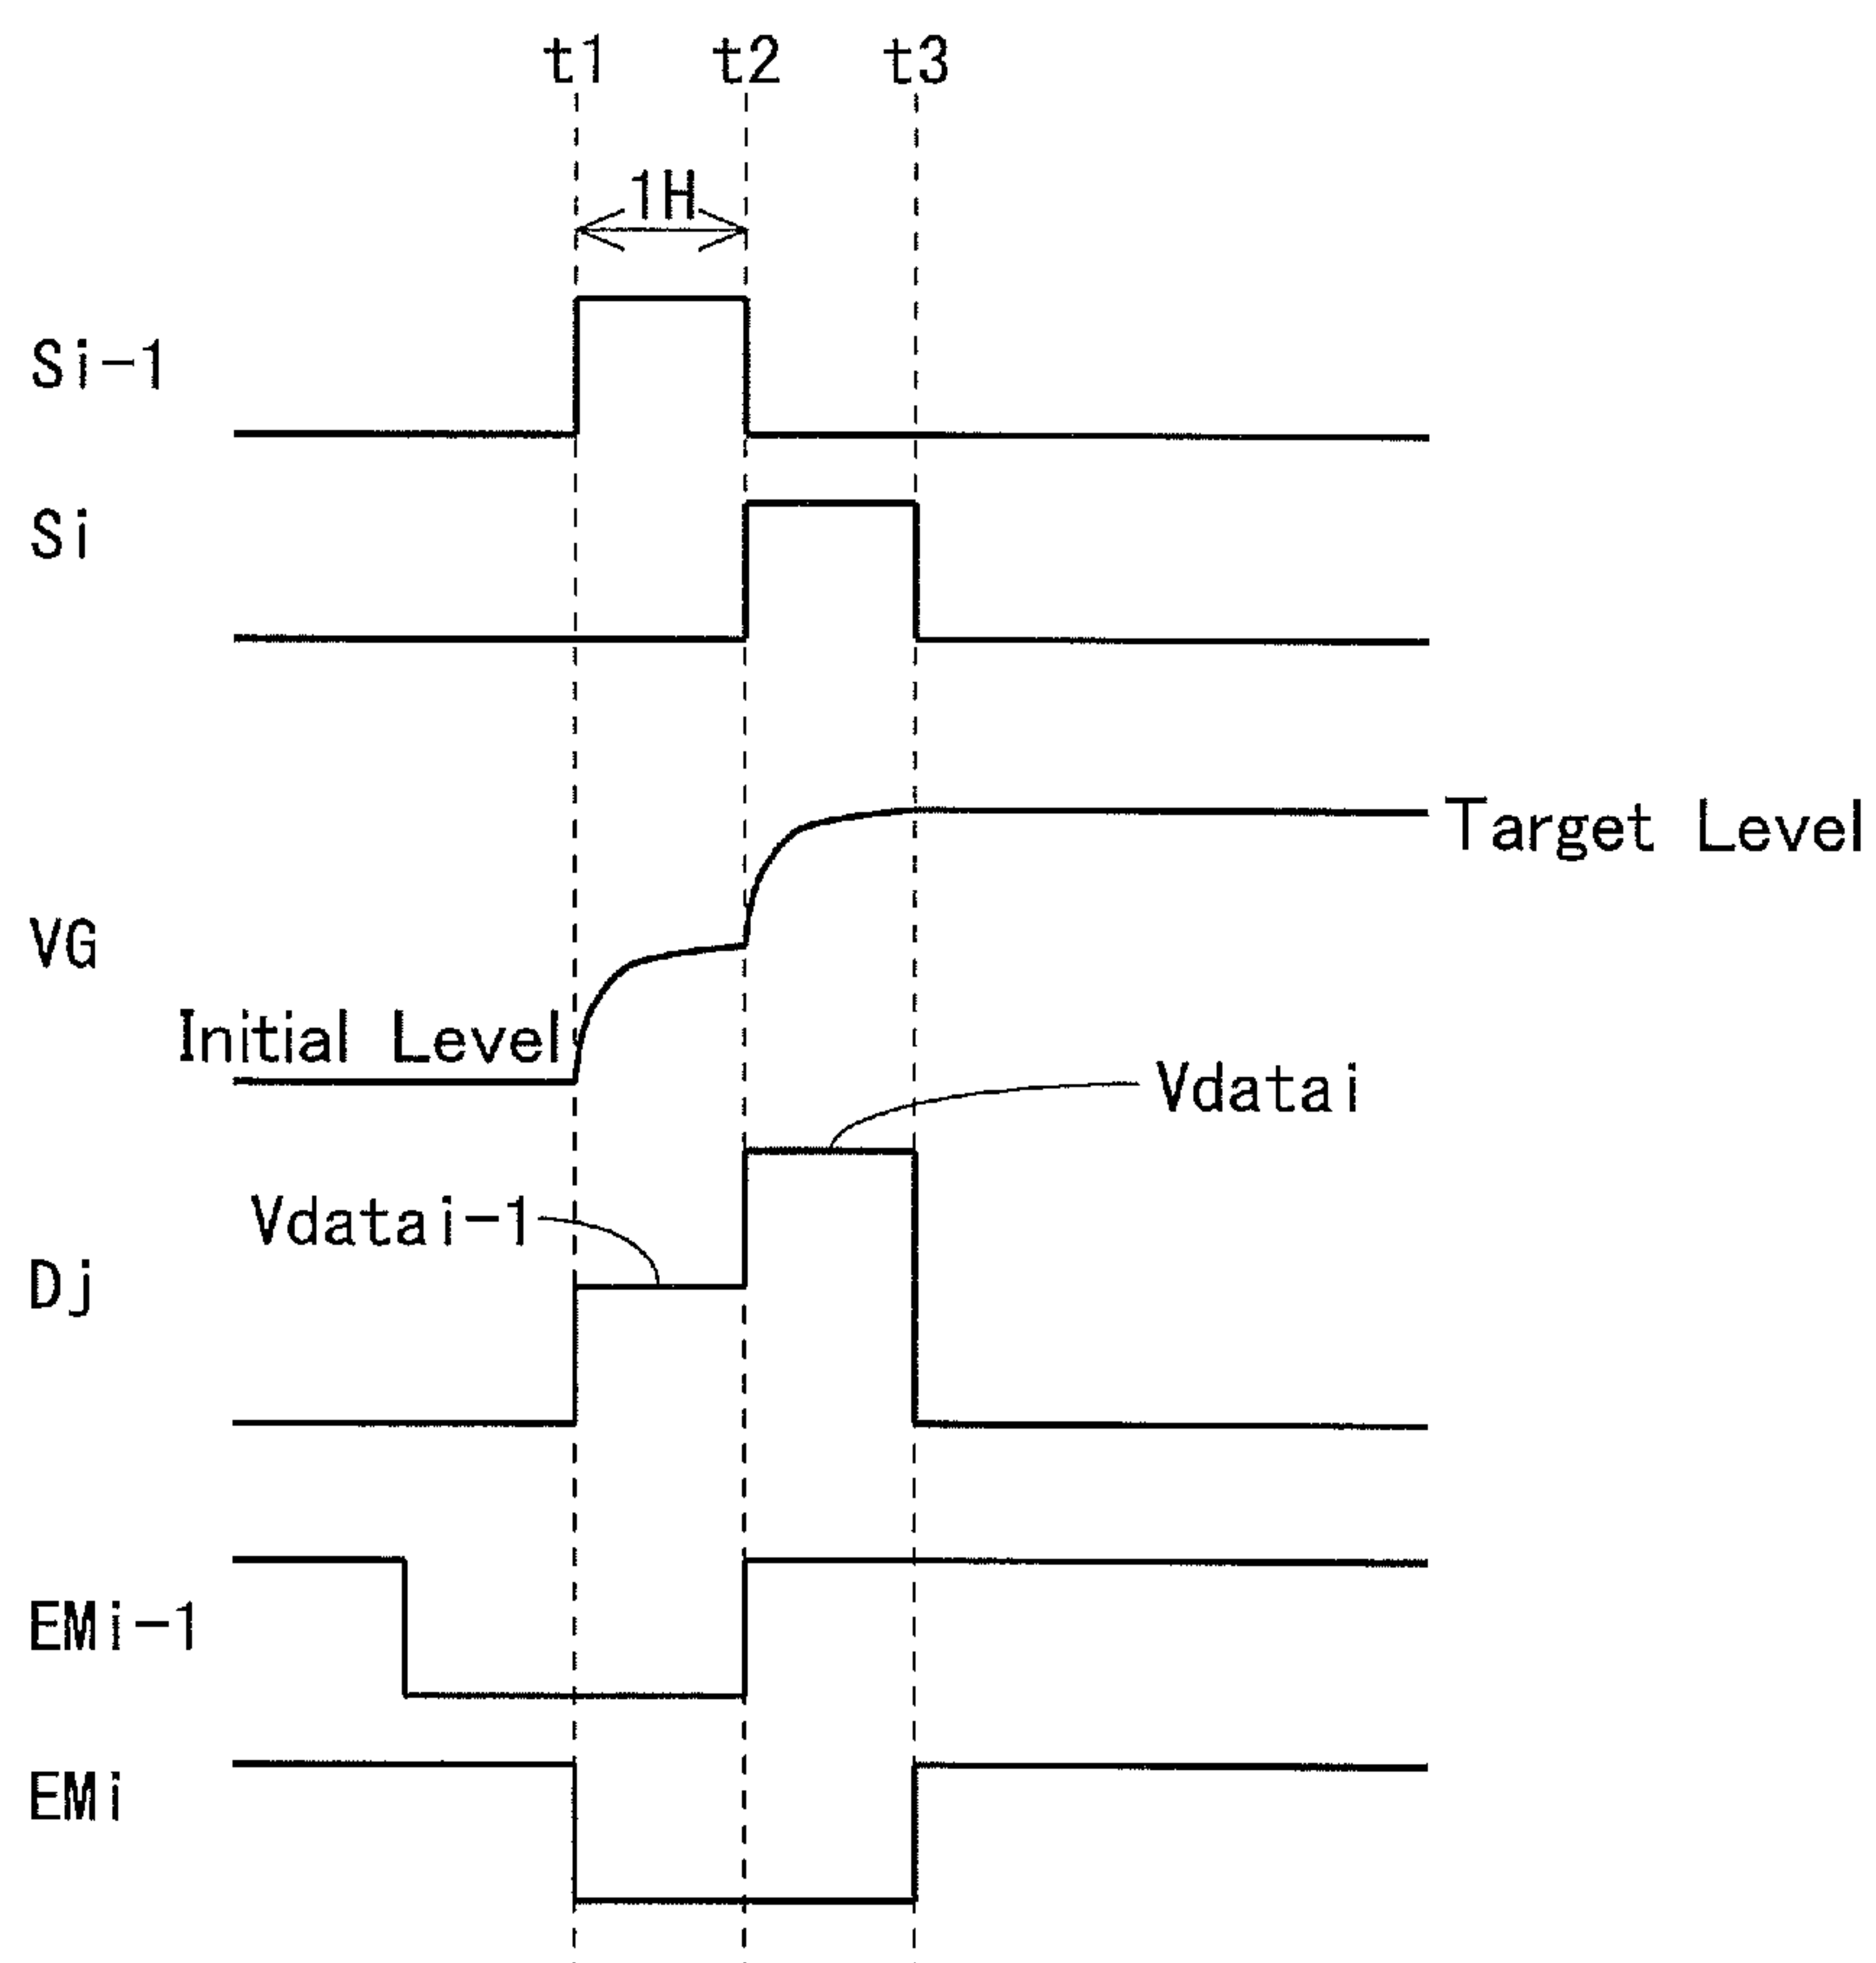 t1 t2 t3
1H
Si-1
Si
Target Level
VG
Initial Level
Vdatai
Vdatai-1
Dj
EMi-1
EMi